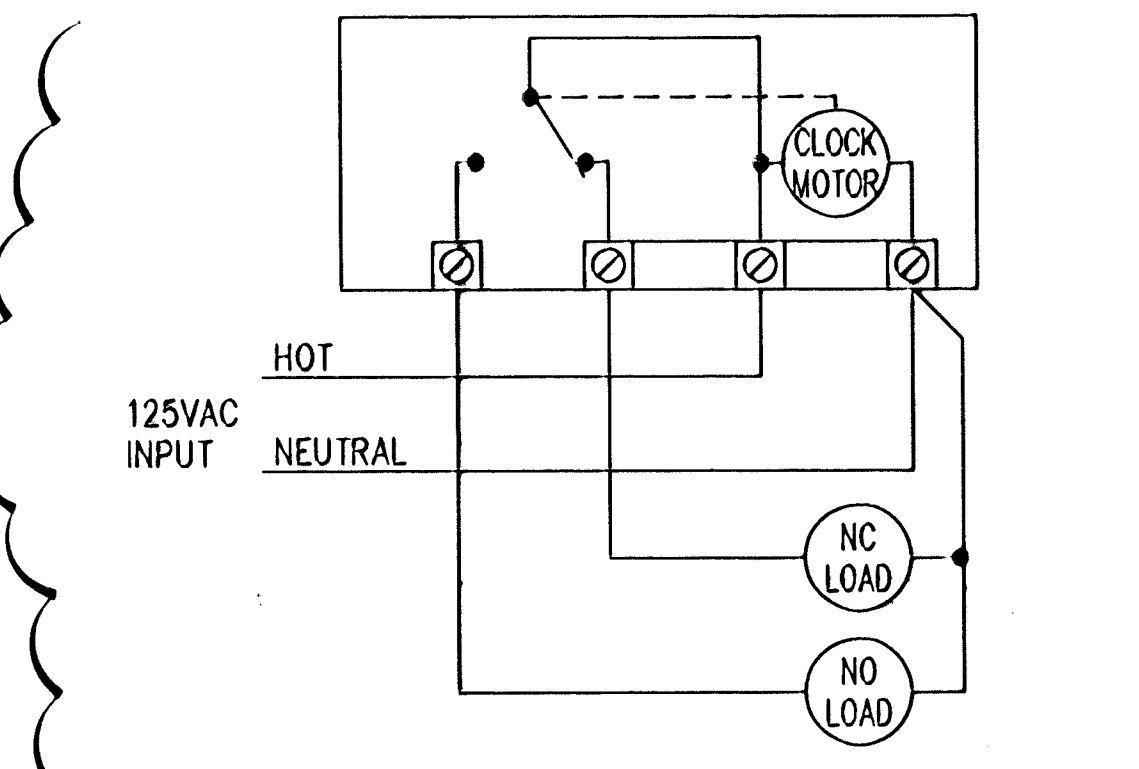 CLOCK
MOTOR
HOT
125VAC
INPUT
NEUTRAL
NC
LOAD
NO
LOAD